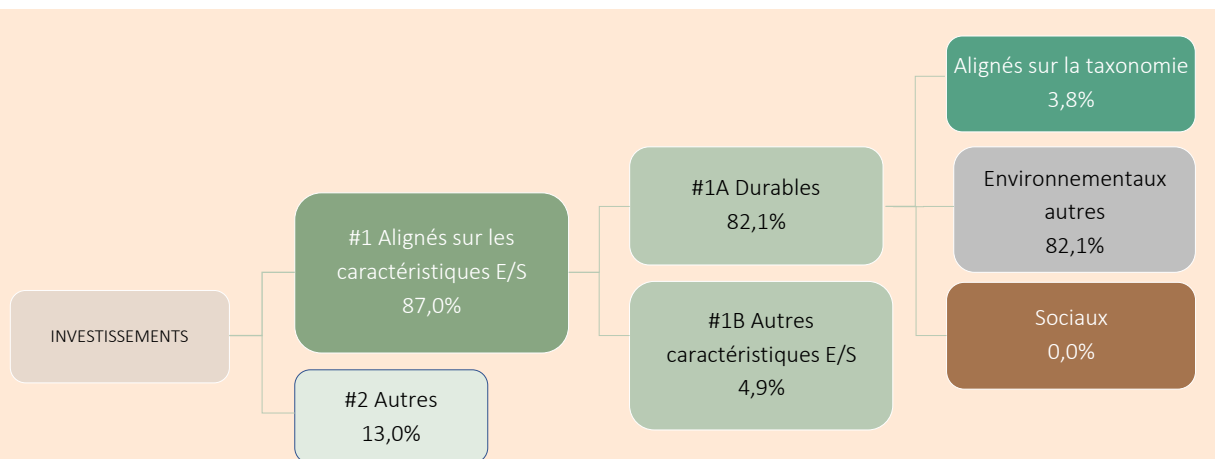 INVESTISSEMENTS
#1 Alignés sur les
caractéristiques E/S
87,0%
#2 Autres
13,0%
#1A Durables
82,1%
#1B Autres
caractéristiques E/S
4,9%
Alignés sur la taxonomie
3,8%
Environnementaux
autres
82,1%
Sociaux
0,0%